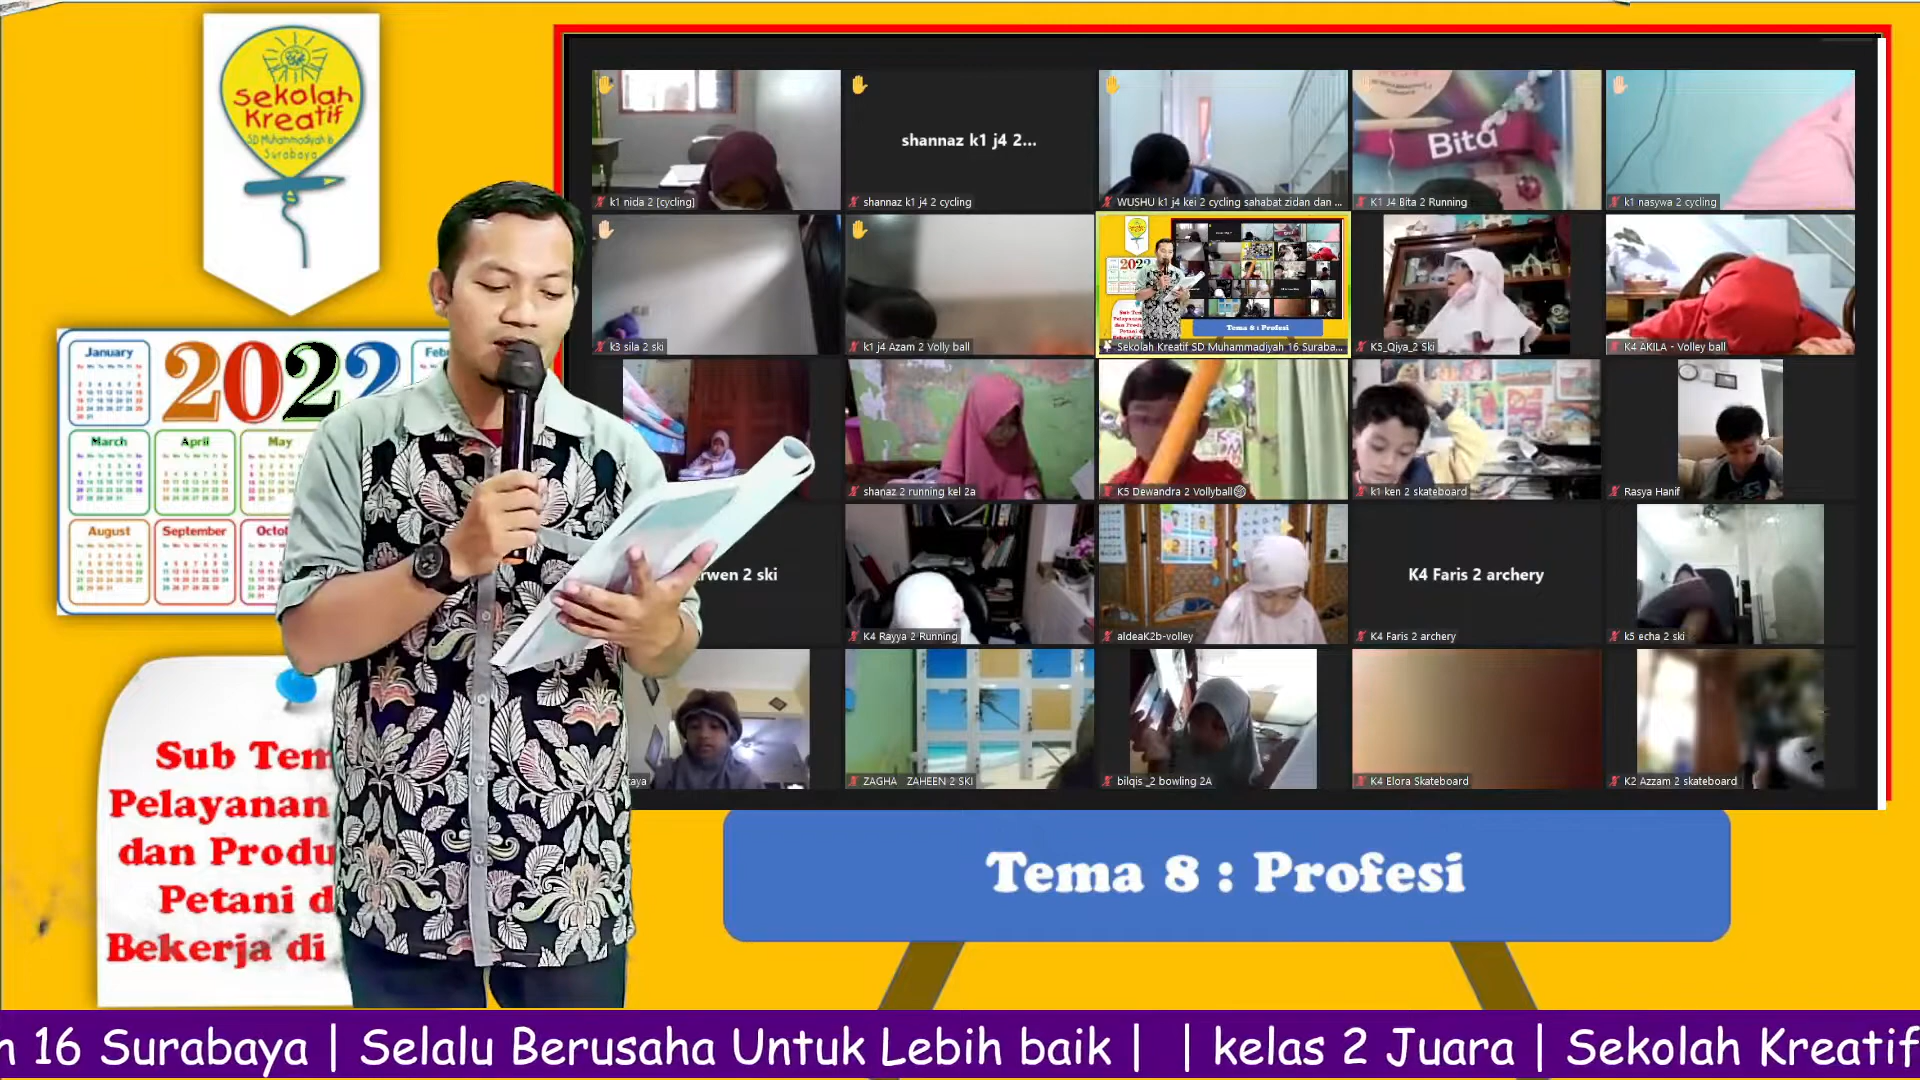 Sekolah
Kreatif
SD Muhammadiyah 16
Surabaya
2022
January
March
April
May
August
September
Sub Tem
Pelayanan
dan Produ
Petani d
Bekerja di
k1 nida 2 [cycling]
shannaz k1 j4 2...
shannaz k1 j4 2 cycling
WUSHU k1 j4 kei 2 cycling sahabat zidan dan ...
Bita
K1 J4 Bita 2 Running
k1 nasywa 2 cycling
k3 sila 2 ski
k1 j4 Azam 2 Volly ball
2022
Tema 8 : Profesi
Sekolah Kreatif SD Muhammadiyah 16 Suraba...
K5_Qiya_2 Ski
K4 AKILA - Volley ball
shanaz 2 running kel 2a
K5 Dewandra 2 Vollyball
k1 ken 2 skateboard
Rasya Hanif
rwen 2 ski
K4 Rayya 2 Running
aldeaK2b-volley
K4 Faris 2 archery
K4 Faris 2 archery
k5 echa 2 ski
raya
ZAGHA ZAHEEN 2 SKI
bilqis _2 bowling 2A
K4 Elora Skateboard
K2 Azzam 2 skateboard
Tema 8 : Profesi
h 16 Surabaya | Selalu Berusaha Untuk Lebih baik | | kelas 2 Juara | Sekolah Kreatif